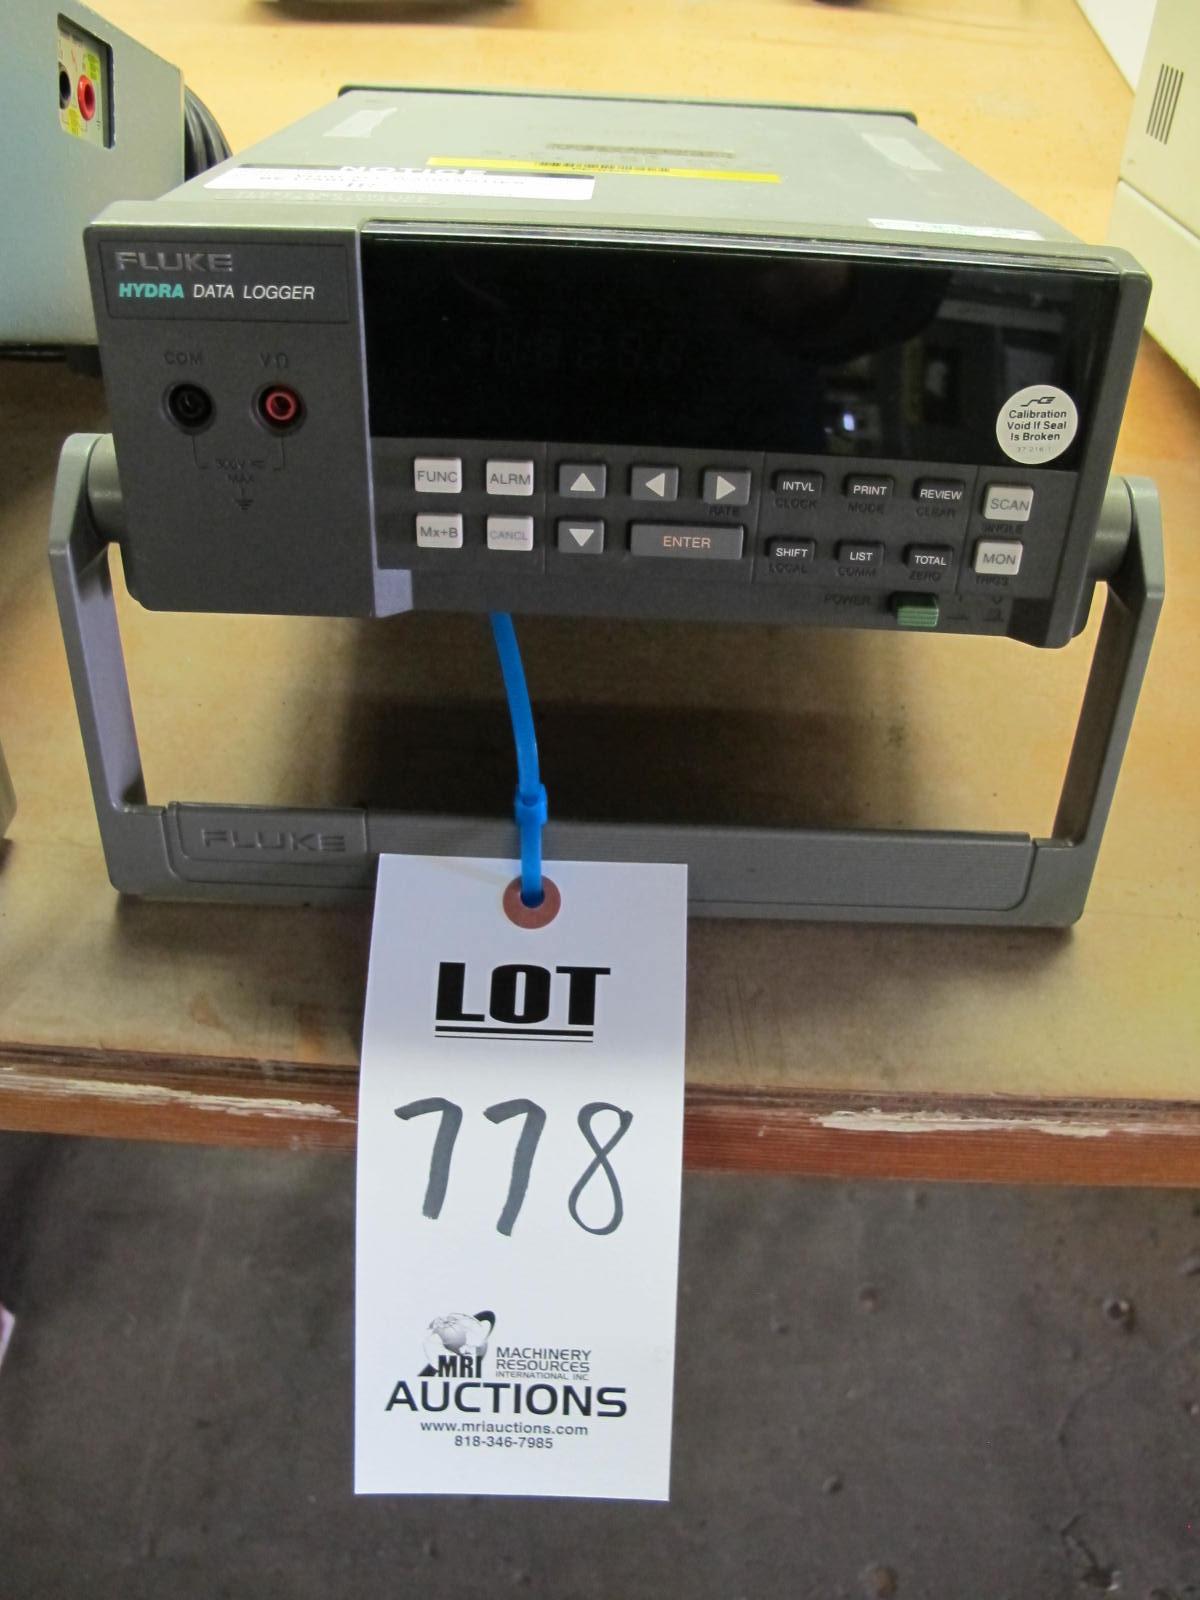 NOTICE
FLUKE
HYDRA DATA LOGGER
COM VΩ
300V
MAX
Calibration
Void If Seal
Is Broken
FUNC ALRM
Mx+B CANCL
RATE
ENTER
INTVL PRINT REVIEW SCAN
CLOCK MODE CLEAR SINGLE
SHIFT LIST TOTAL MON
LOCAL COMM ZERO TRIGS
POWER
FLUKE
LOT
778
MRI MACHINERY
RESOURCES
INTERNATIONAL INC
AUCTIONS
www.mriauctions.com
818-346-7985